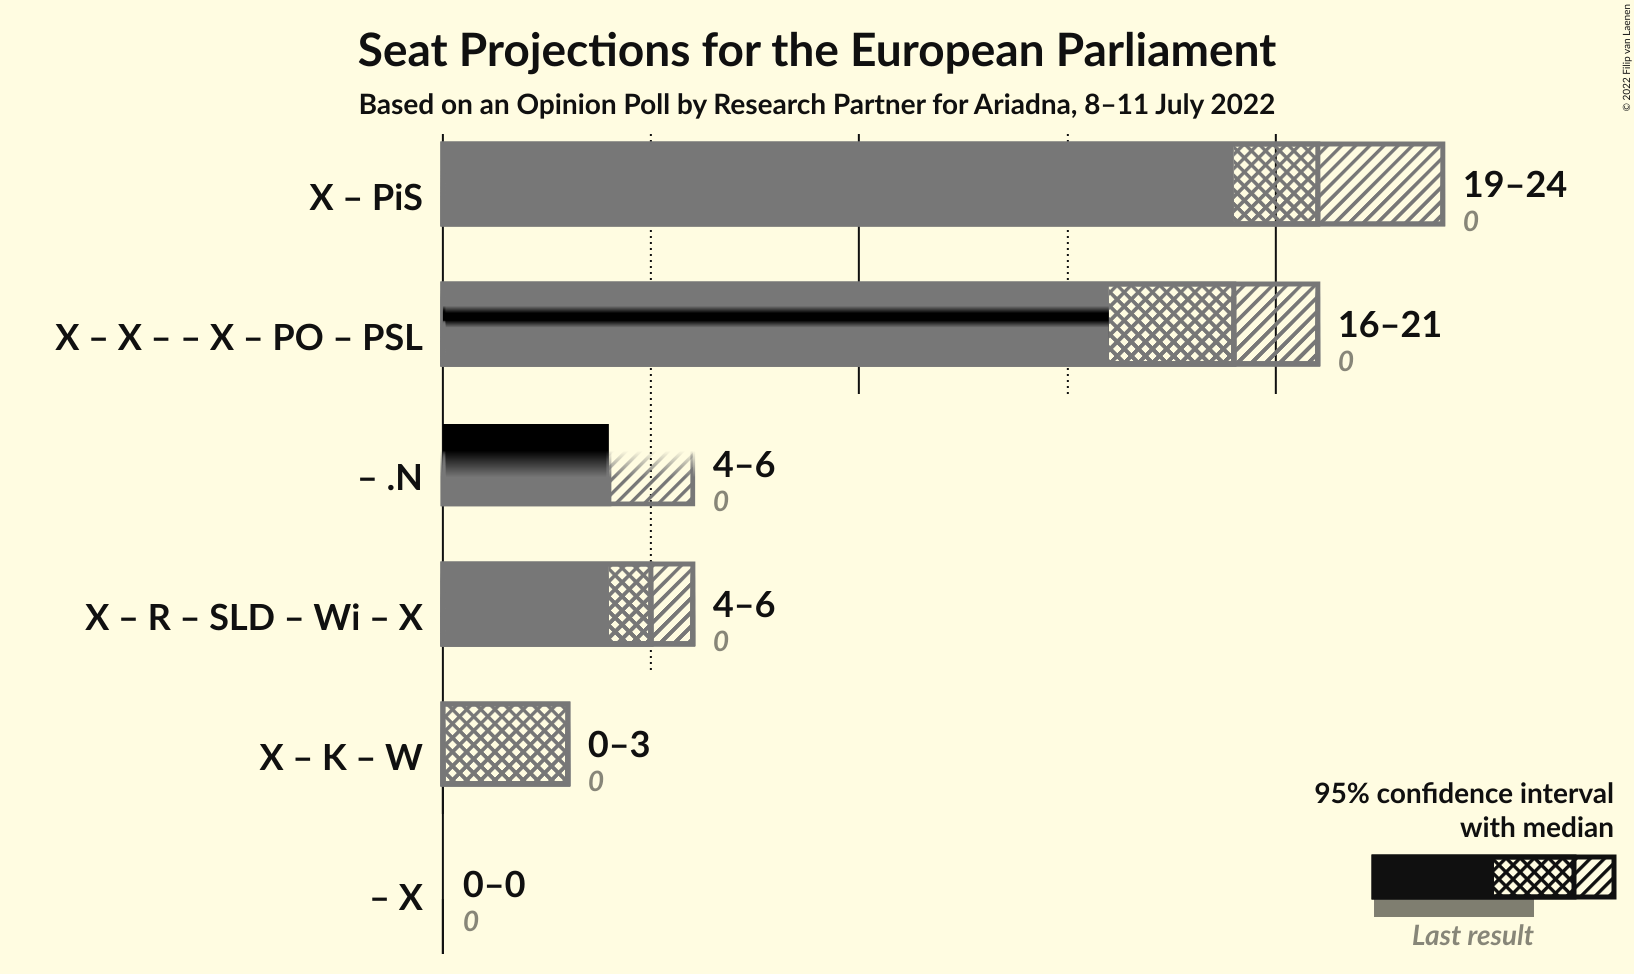 Seat Projections for the European Parliament
Based on an Opinion Poll by Research Partner for Ariadna, 8–11 July 2022
© 2022 Filip van Laenen
X – PiS
19–24
0
X – X – – X – PO – PSL
16–21
0
– .N
4–6
0
X – R – SLD – Wi – X
4–6
0
X – K – W
0–3
0
– X
0–0
0
95% confidence interval
with median
Last result